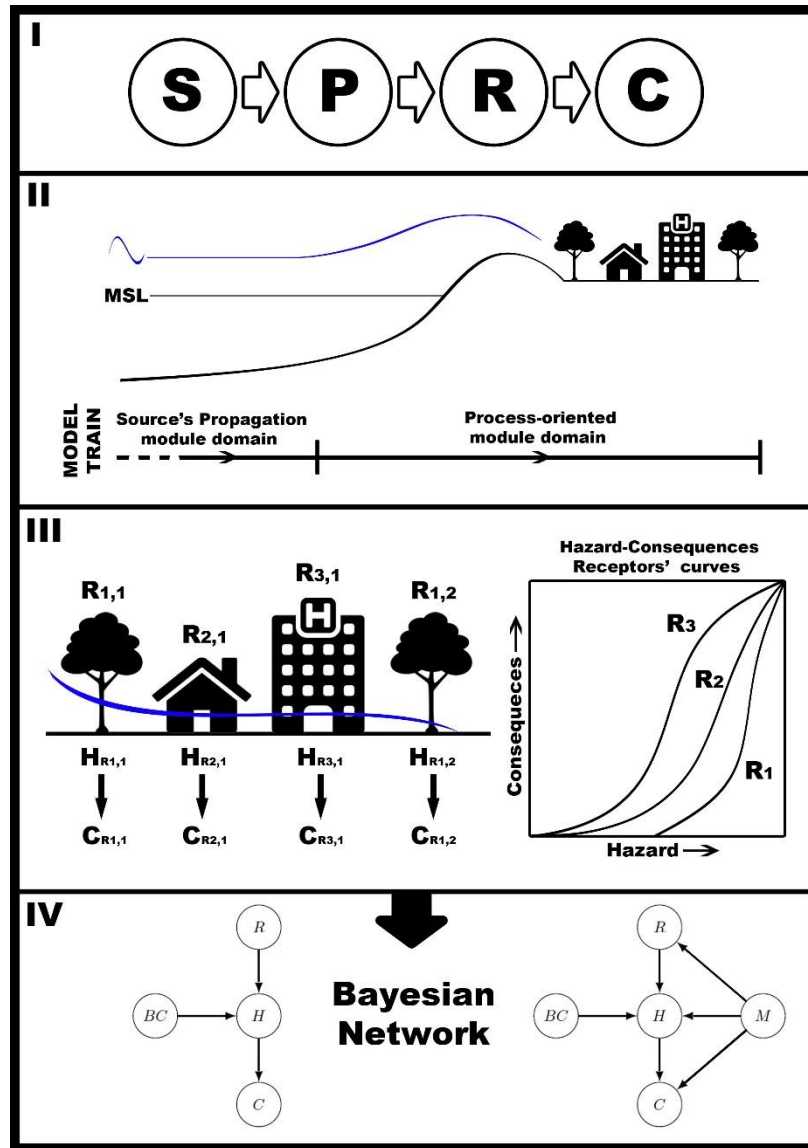 I
S P R C
II
H
MSL
MODEL
TRAIN
Source's Propagation
module domain
Process-oriented
module domain
III
R1,1
R2,1
R3,1
R1,2
H
HR1,1 HR2,1 HR3,1 HR1,2
CR1,1 CR2,1 CR3,1 CR1,2
Hazard-Consequences
Receptors' curves
Consequeces
R3
R2
R1
Hazard
IV
Bayesian
Network
R
BC H
C
R
BC H M
C